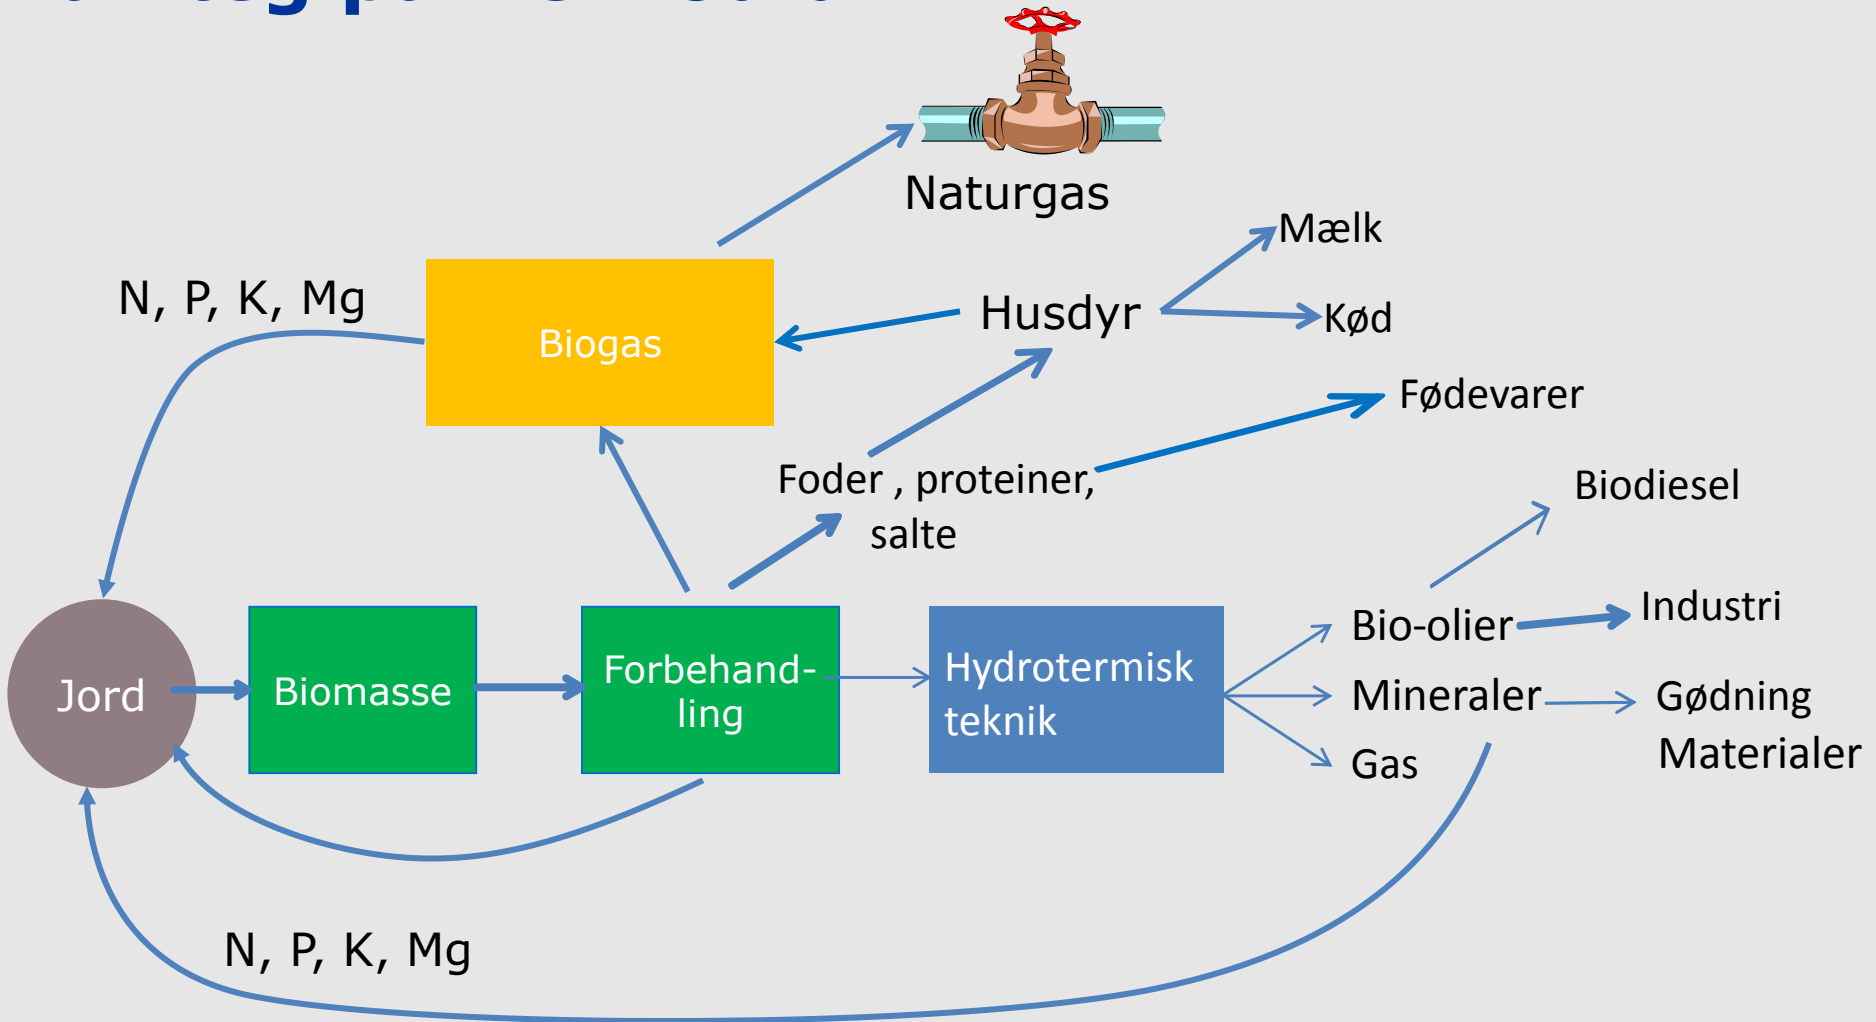 Naturgas
Mælk
N, P, K, Mg
Husdyr
Kød
Biogas
Fødevarer
Foder , proteiner,
salte
Biodiesel
Jord
Biomasse
Forbehand-
ling
Hydrotermisk
teknik
Bio-olier
Industri
Mineraler
Gødning
Materialer
Gas
N, P, K, Mg